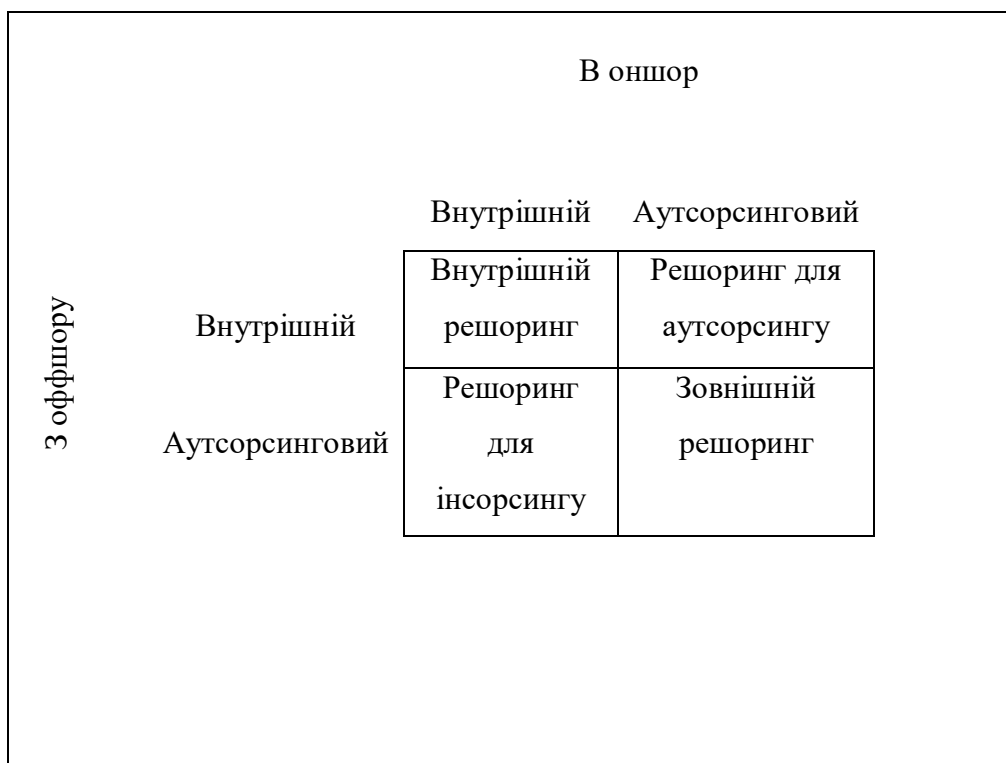 В оншор
Внутрішній Аутсорсинговий
Внутрішній
решоринг
Решоринг для
аутсорсингу
З оффшору
Внутрішній
Аутсорсинговий
Решоринг
для
інсорсингу
Зовнішній
решоринг